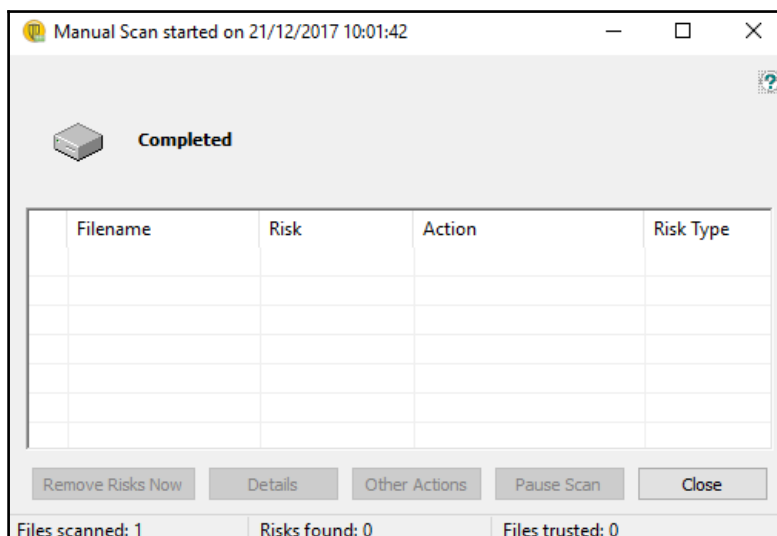 Manual Scan started on 21/12/2017 10:01:42
?
Completed
Filename Risk Action Risk Type
Remove Risks Now Details Other Actions Pause Scan Close
Files scanned: 1 Risks found: 0 Files trusted: 0